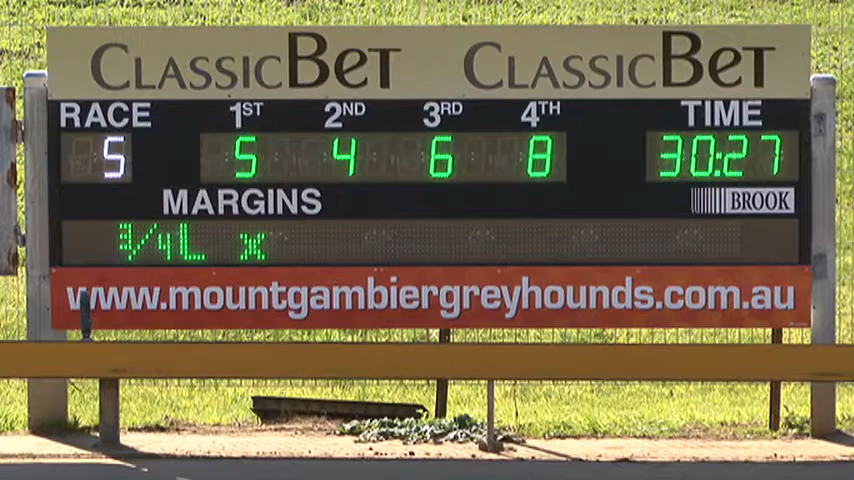 CLASSICBET CLASSICBET
RACE 1ST 2ND 3RD 4TH TIME
5 5 4 6 8 30:27
MARGINS BROOK
3/4L x
www.mountgambiergreyhounds.com.au